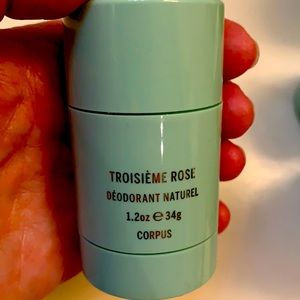 TROISIÈME ROSE
DÉODORANT NATUREL
1.2oz ℮ 34g
CORPUS